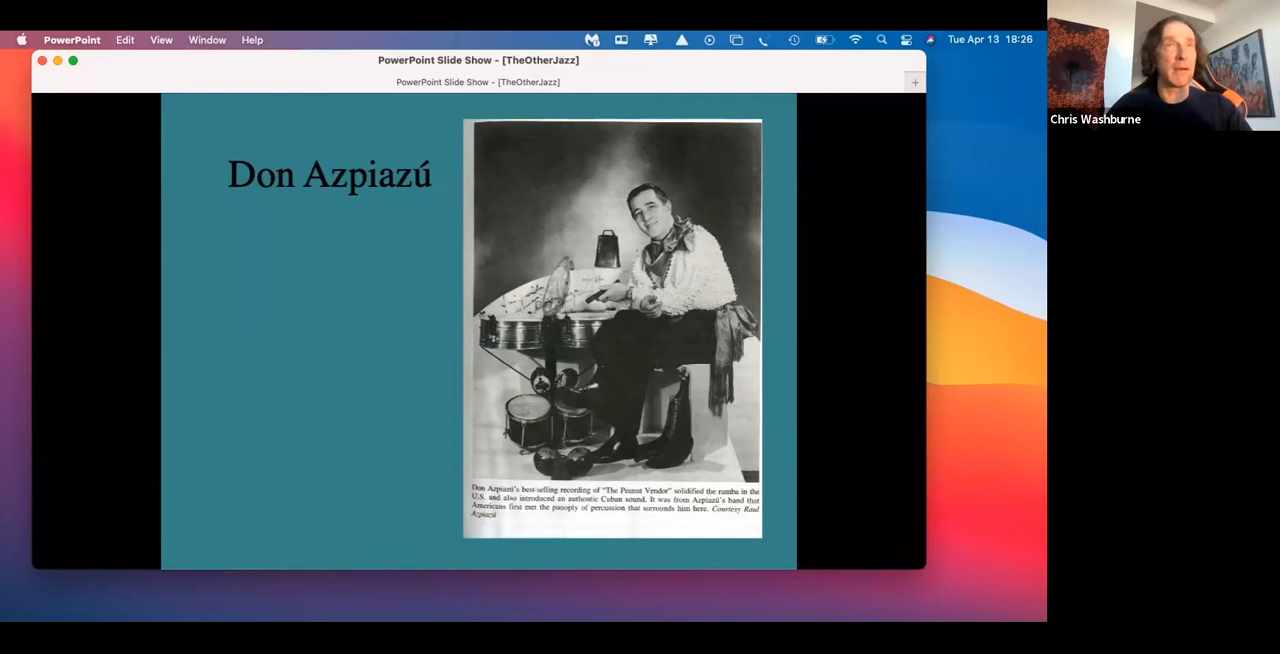 PowerPoint Edit View Window Help Tue Apr 13 18:26
PowerPoint Slide Show - [TheOtherJazz]
PowerPoint Slide Show - [TheOtherJazz]
Chris Washburne
Don Azpiazú
Don Azpiazú's best-selling recording of "The Peanut Vendor" solidified the rumba in the
U.S. and also introduced an authentic Cuban sound. It was from Azpiazú's band that
Americans first met the panoply of percussion that surrounds him here. Courtesy Raul
Azpiazú